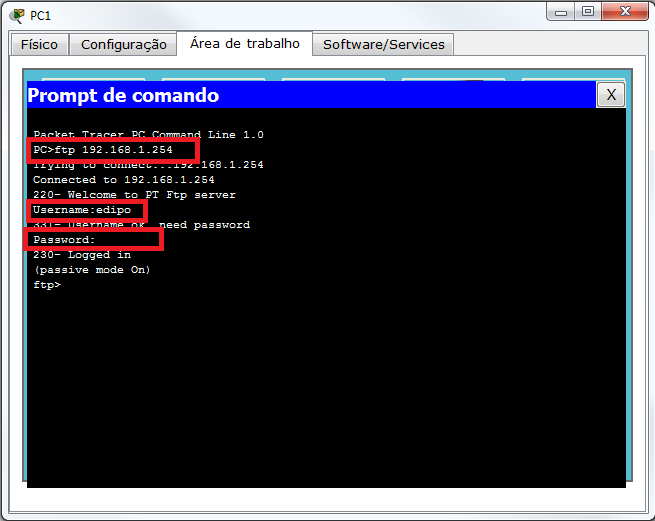 PC1
Físico Configuração Área de trabalho Software/Services
Prompt de comando X
Packet Tracer PC Command Line 1.0
PC>ftp 192.168.1.254
Trying to connect...192.168.1.254
Connected to 192.168.1.254
220- Welcome to PT Ftp server
Username:edipo
331- Username ok, need password
Password:
230- Logged in
(passive mode On)
ftp>